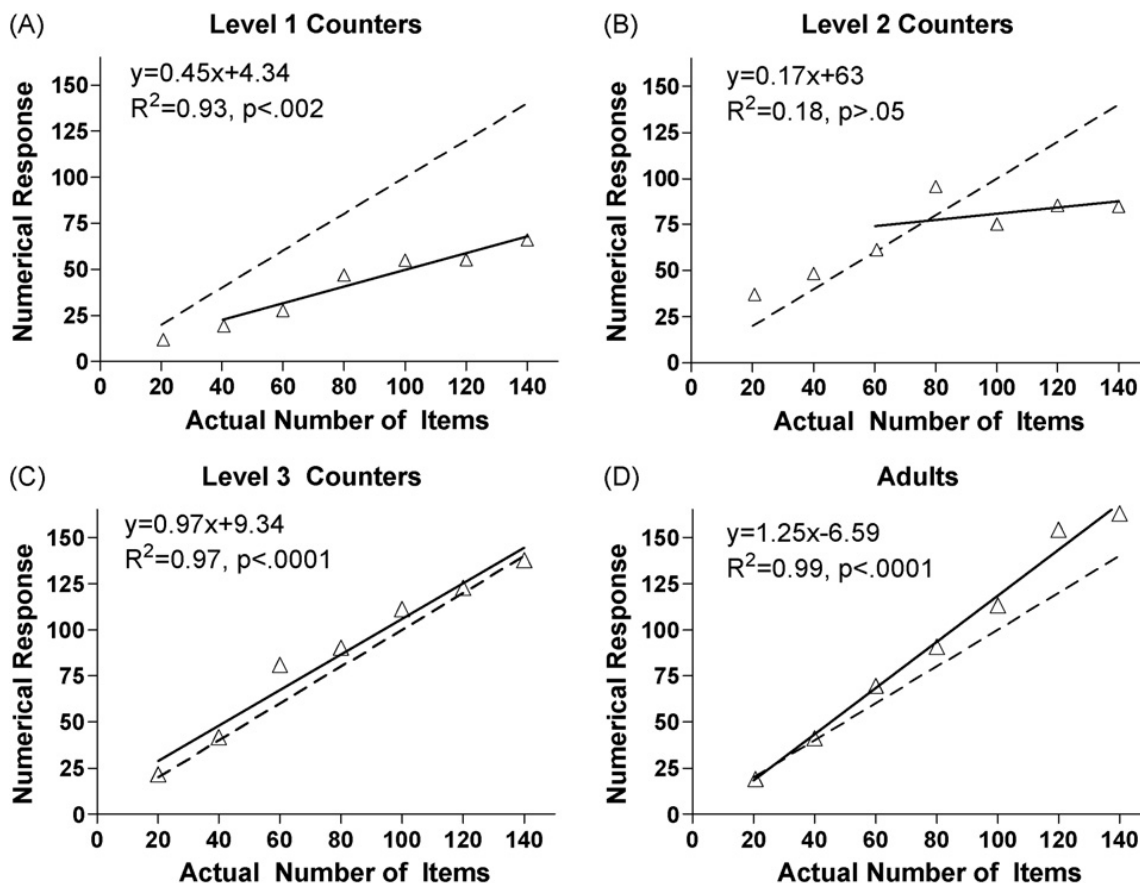 (A) Level 1 Counters
y=0.45x+4.34
R²=0.93, p<.002
Numerical Response
150
125
100
75
50
25
0
0 20 40 60 80 100 120 140
Actual Number of Items
(B) Level 2 Counters
y=0.17x+63
R²=0.18, p>.05
Numerical Response
150
125
100
75
50
25
0
0 20 40 60 80 100 120 140
Actual Number of Items
(C) Level 3 Counters
y=0.97x+9.34
R²=0.97, p<.0001
Numerical Response
150
125
100
75
50
25
0
0 20 40 60 80 100 120 140
Actual Number of Items
(D) Adults
y=1.25x-6.59
R²=0.99, p<.0001
Numerical Response
150
125
100
75
50
25
0
0 20 40 60 80 100 120 140
Actual Number of Items